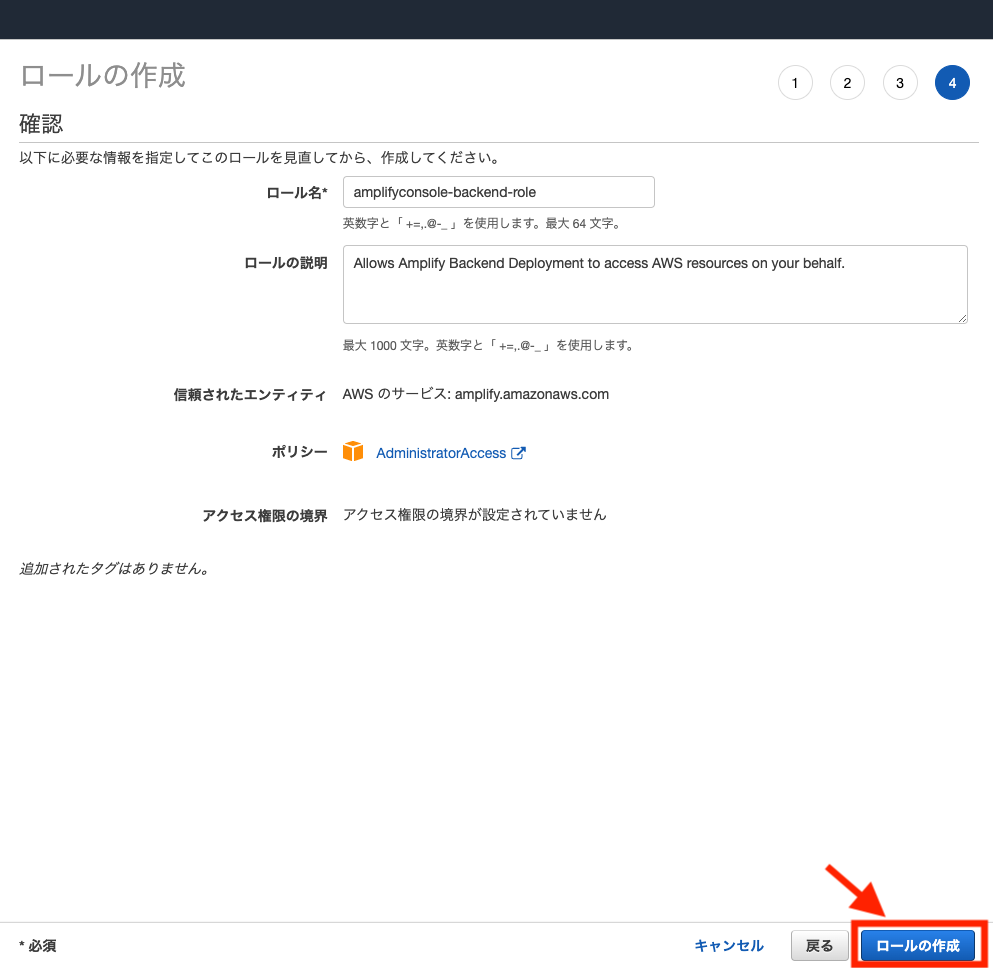 ロールの作成
1 2 3 4
確認
以下に必要な情報を指定してこのロールを見直してから、作成してください。
ロール名* amplifyconsole-backend-role
英数字と「 +=,.@-_ 」を使用します。最大 64 文字。
ロールの説明 Allows Amplify Backend Deployment to access AWS resources on your behalf.
最大 1000 文字。英数字と「 +=,.@-_ 」を使用します。
信頼されたエンティティ AWS のサービス: amplify.amazonaws.com
ポリシー AdministratorAccess
アクセス権限の境界 アクセス権限の境界が設定されていません
追加されたタグはありません。
* 必須 キャンセル 戻る ロールの作成